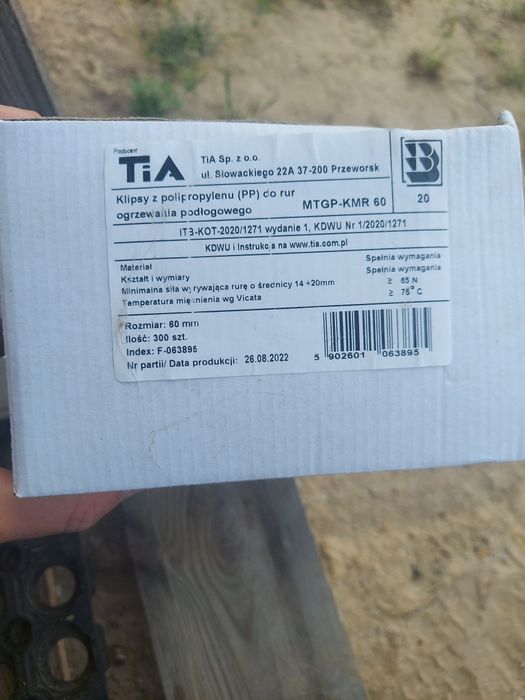 Producent
TiA
TiA Sp. z o.o.
ul. Słowackiego 22A 37-200 Przeworsk
B
20
Klipsy z polipropylenu (PP) do rur
ogrzewania podłogowego
MTGP-KMR 60
ITB-KOT-2020/1271 wydanie 1, KDWU Nr 1/2020/1271
KDWU i Instrukcja na www.tia.com.pl
Materiał Spełnia wymagania
Kształt i wymiary Spełnia wymagania
Minimalna siła wyrywająca rurę o średnicy 14 ÷20mm ≥ 65 N
Temperatura mięknienia wg Vicata ≥ 75° C
Rozmiar: 60 mm
Ilość: 300 szt.
Index: F-063895
Nr partii/ Data produkcji: 26.08.2022
5 902601 063895